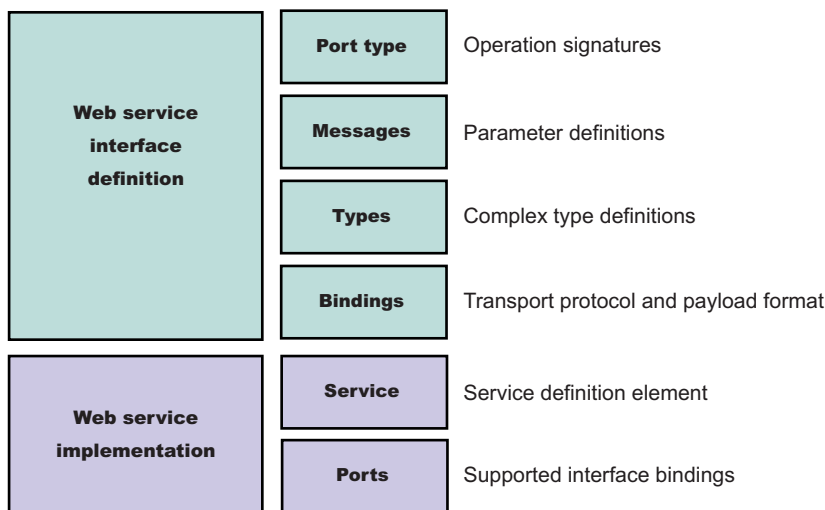 Web service
interface
definition
Port type
Operation signatures
Messages
Parameter definitions
Types
Complex type definitions
Bindings
Transport protocol and payload format
Web service
implementation
Service
Service definition element
Ports
Supported interface bindings